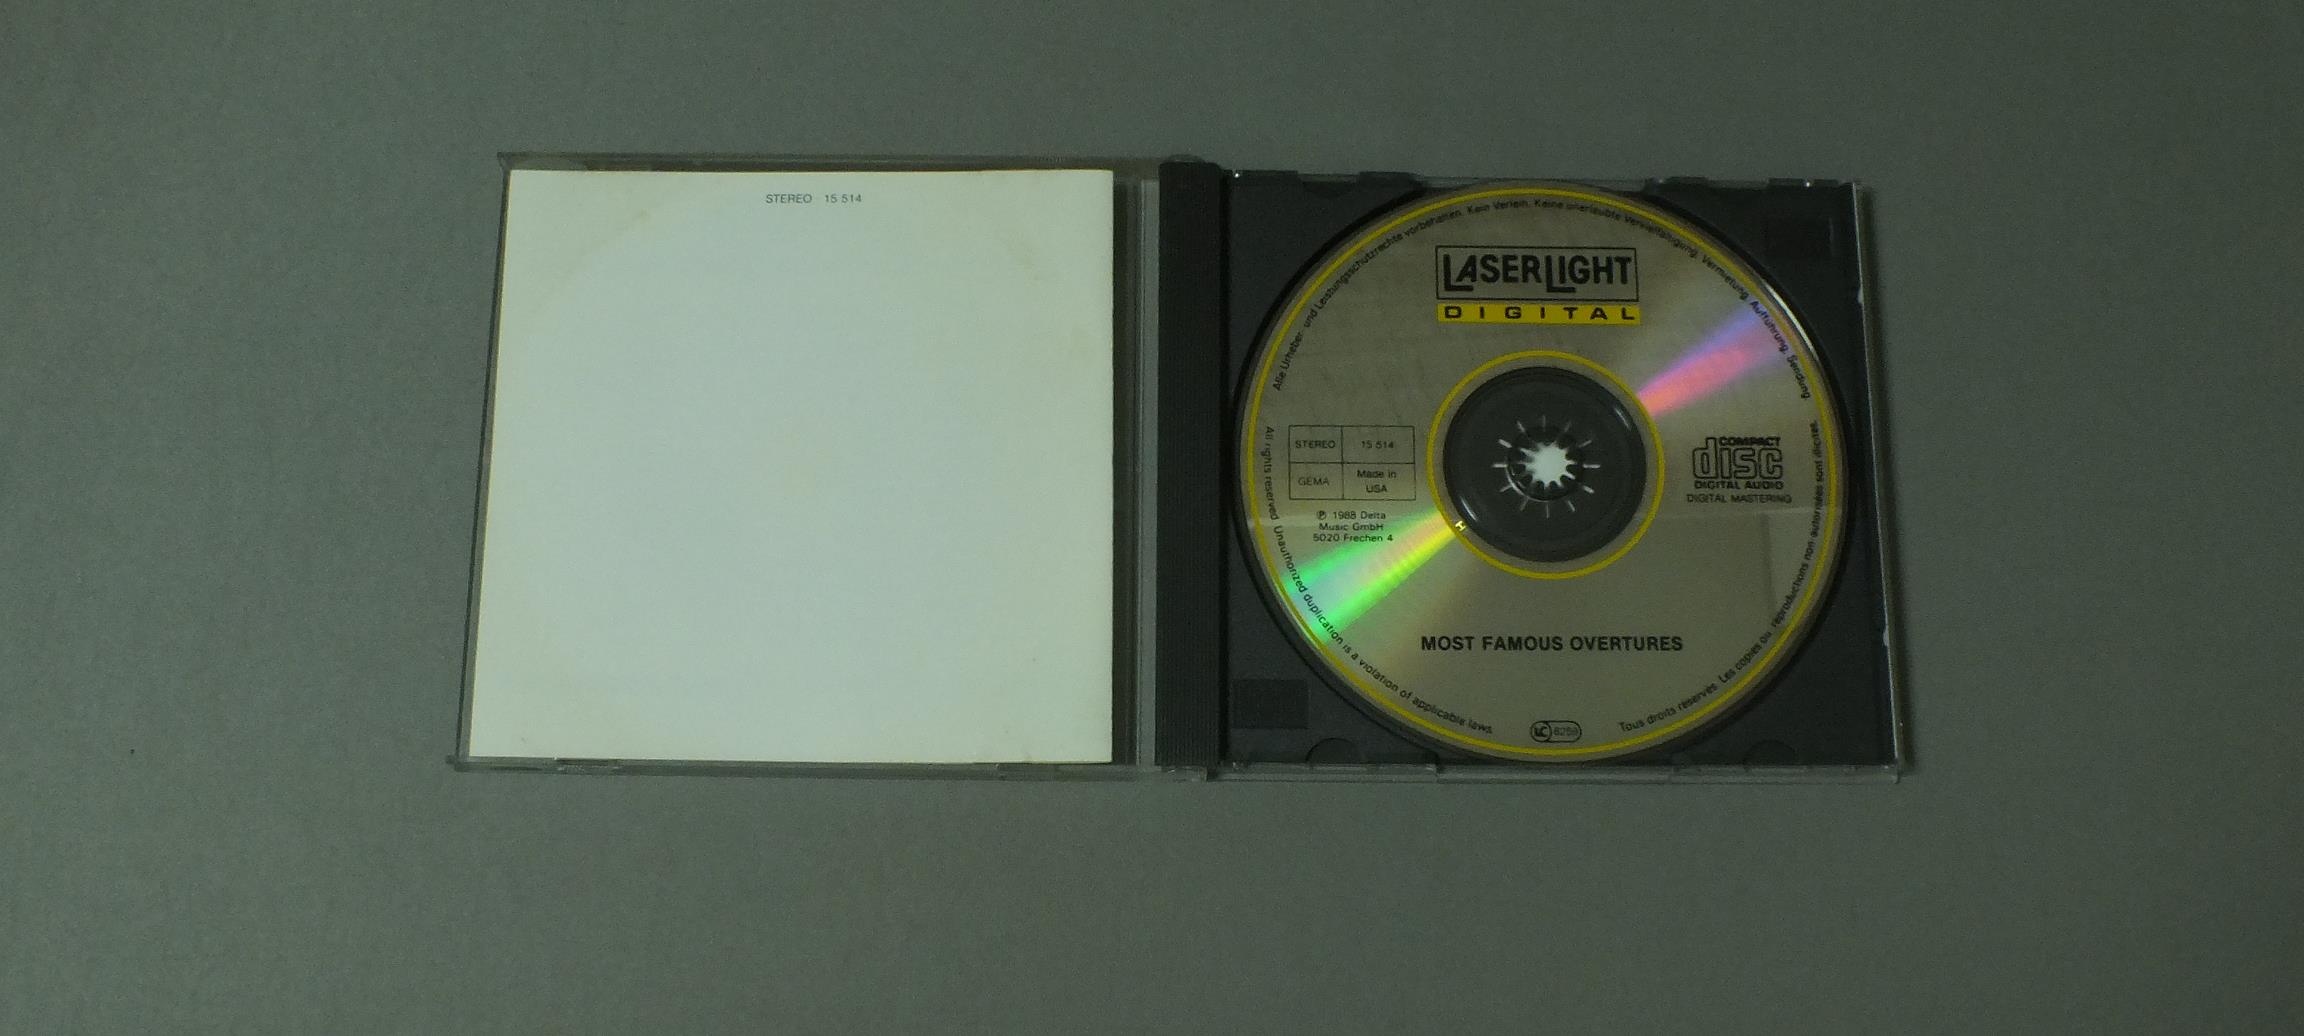 STEREO 15 514
Alle Urheber- und Leistungsschutzrechte vorbehalten. Kein Verleih. Keine unerlaubte Vervielfältigung, Vermietung, Aufführung, Sendung.
LASERLIGHT
DIGITAL
STEREO 15 514
GEMA Made in USA
℗ 1988 Delta
Music GmbH
5020 Frechen 4
COMPACT
disc
DIGITAL AUDIO
DIGITAL MASTERING
H
MOST FAMOUS OVERTURES
All rights reserved. Unauthorized duplication is a violation of applicable laws.
Tous droits réservés. Les copies ou reproductions non autorisées sont illicites.
LC 8259